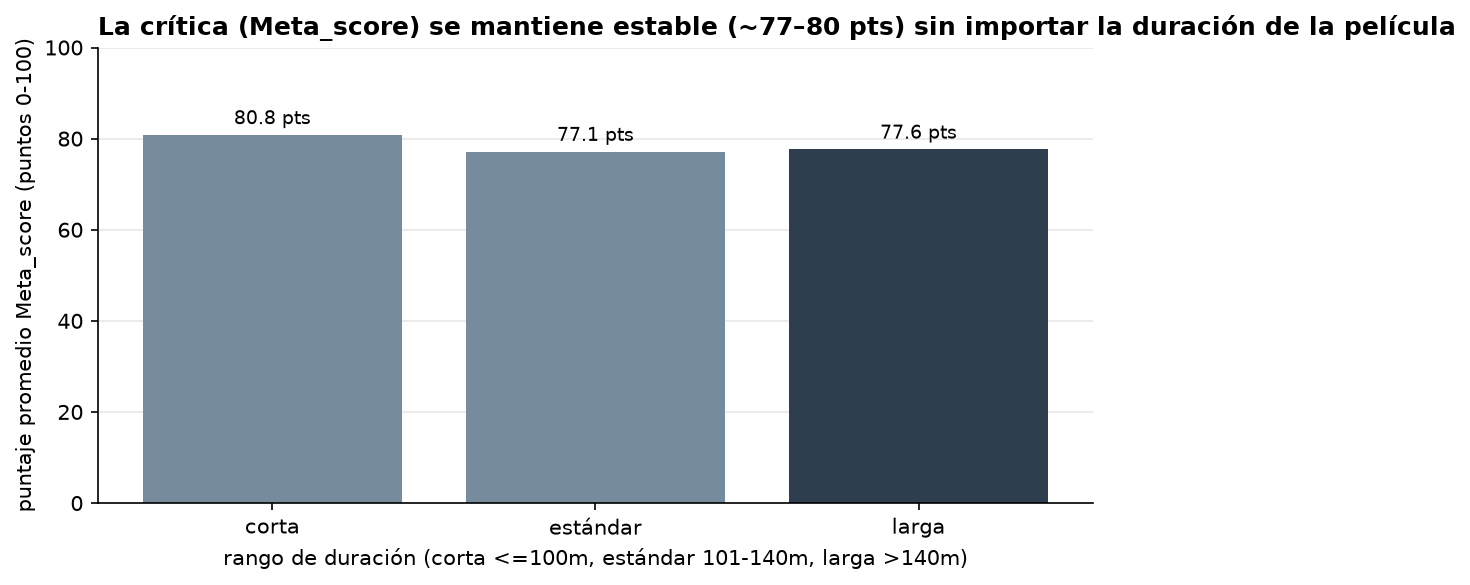 La crítica (Meta_score) se mantiene estable (~77–80 pts) sin importar la duración de la película
puntaje promedio Meta_score (puntos 0-100)
100
80
60
40
20
0
80.8 pts
77.1 pts
77.6 pts
corta
estándar
larga
rango de duración (corta <=100m, estándar 101-140m, larga >140m)